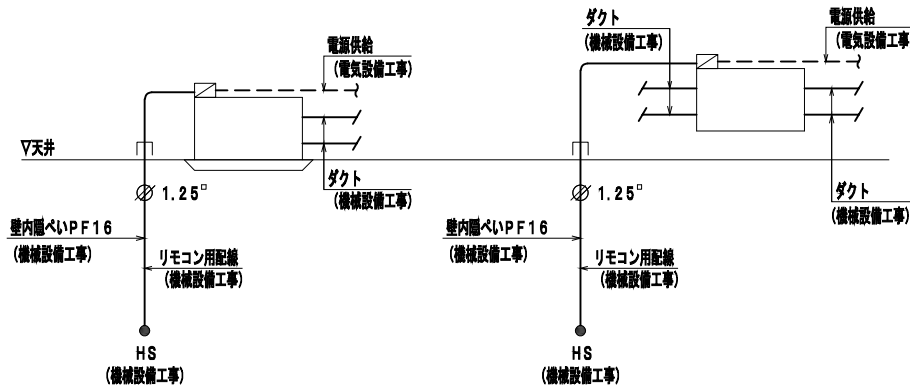 電源供給
(電気設備工事)
▽天井
ダクト
(機械設備工事)
1.25□
壁内隠ぺいPF16
(機械設備工事)
リモコン用配線
(機械設備工事)
HS
(機械設備工事)
ダクト
(機械設備工事)
電源供給
(電気設備工事
ダクト
(機械設備工事)
1.25□
壁内隠ぺいPF16
(機械設備工事)
リモコン用配線
(機械設備工事)
HS
(機械設備工事)